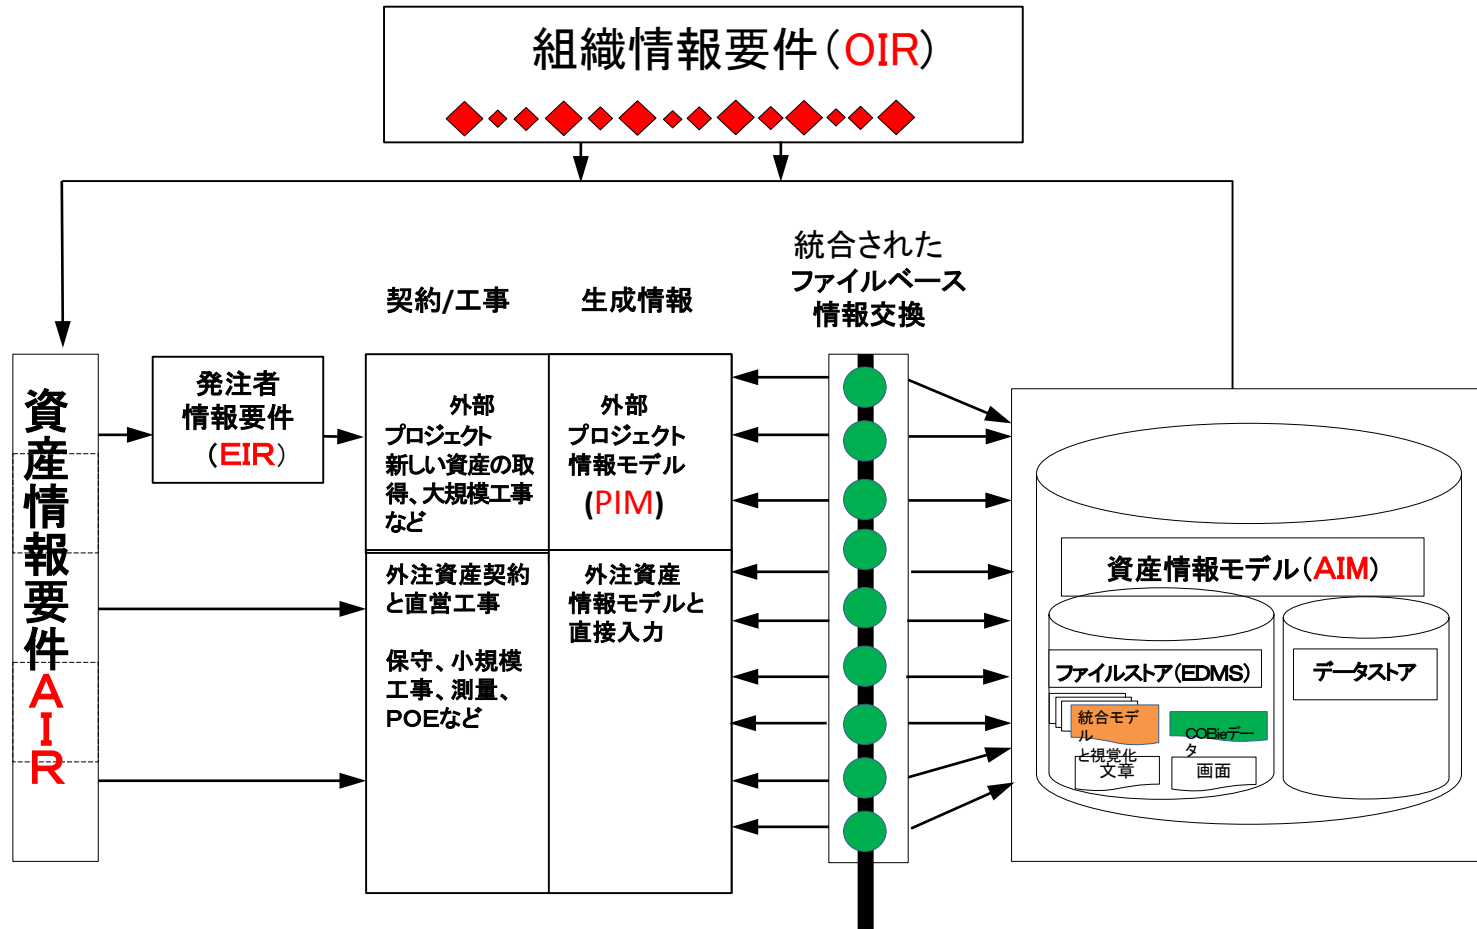 組織情報要件(OIR)
統合された
ファイルベース
情報交換
契約/工事
生成情報
資産情報要件AIR
発注者
情報要件
(EIR)
外部
プロジェクト
新しい資産の取
得、大規模工事
など
外部
プロジェクト
情報モデル
(PIM)
外注資産契約
と直営工事
保守、小規模
工事、測量、
POEなど
外注資産
情報モデルと
直接入力
資産情報モデル(AIM)
ファイルストア(EDMS)
データストア
統合モデ
ル
と視覚化
COBieデー
タ
文章
画面